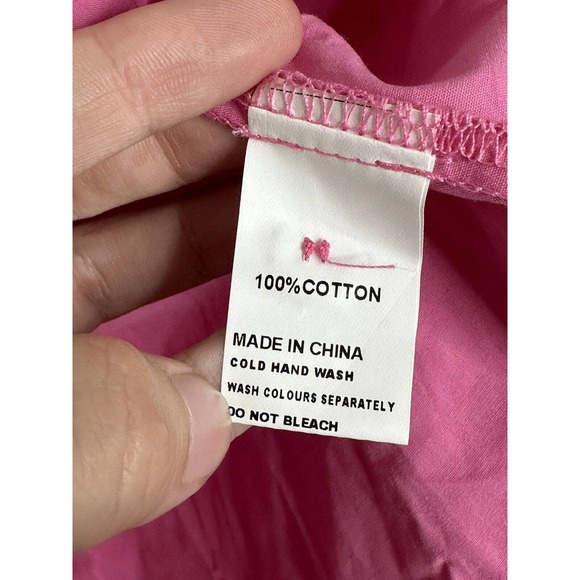 100%COTTON
MADE IN CHINA
COLD HAND WASH
WASH COLOURS SEPARATELY
DO NOT BLEACH